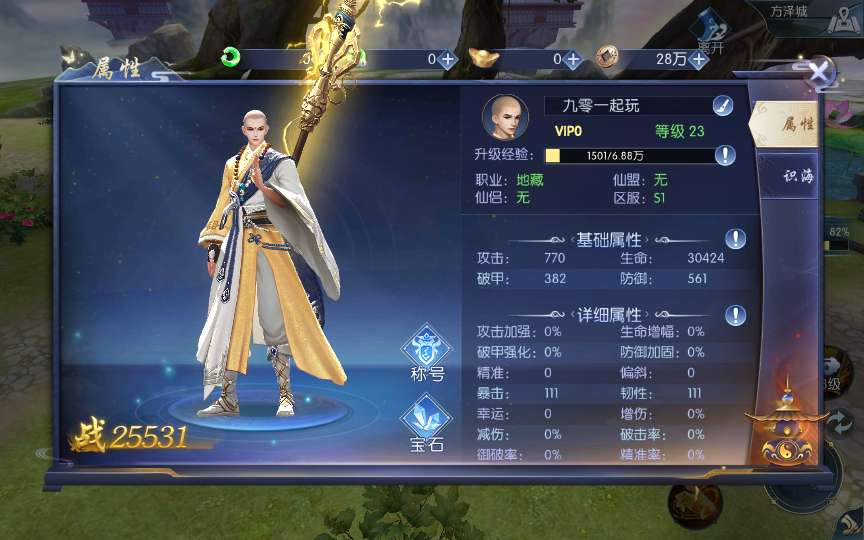 方泽城
离开
属性
0
0
28万
九零一起玩
VIP0
等级 23
升级经验：
1501/6.88万
职业：地藏
仙盟：无
仙侣：无
区服：S1
属性
识海
82%
基础属性
攻击： 770
生命： 30424
破甲： 382
防御： 561
详细属性
攻击加强：0%
生命增幅：0%
破甲强化：0%
防御加固：0%
精准： 0
偏斜： 0
暴击： 111
韧性： 111
幸运： 0
增伤： 0%
减伤： 0%
破击率： 0%
御破率： 0%
精准率： 0%
称号
宝石
战25531